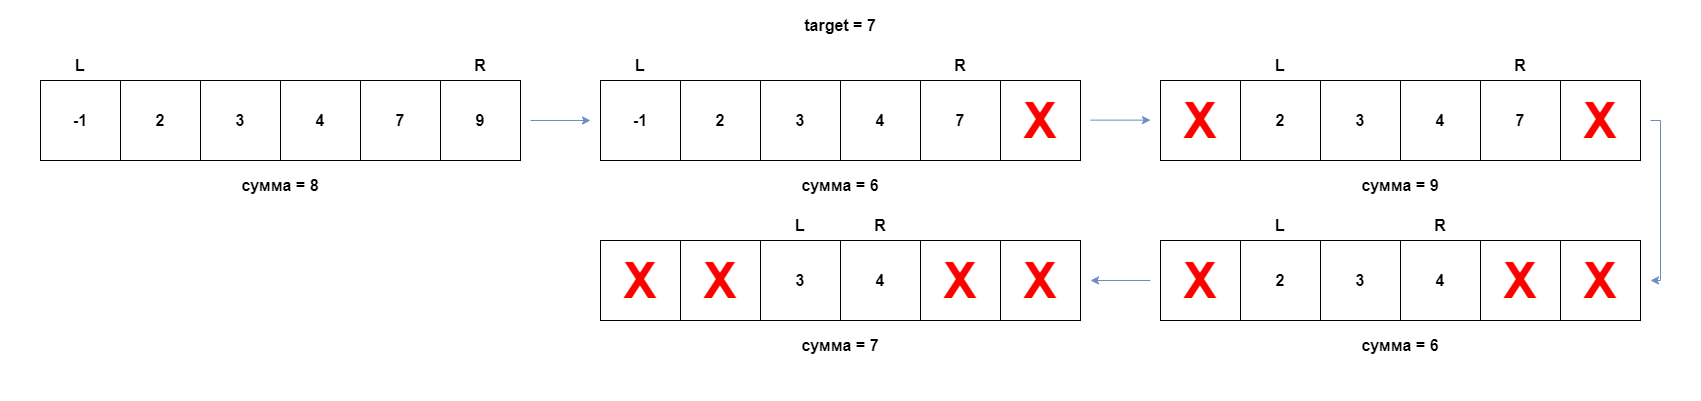 target = 7
L R
-1 2 3 4 7 9
сумма = 8
L R
-1 2 3 4 7 X
сумма = 6
L R
X 2 3 4 7 X
сумма = 9
L R
X 2 3 4 X X
сумма = 6
L R
X X 3 4 X X
сумма = 7